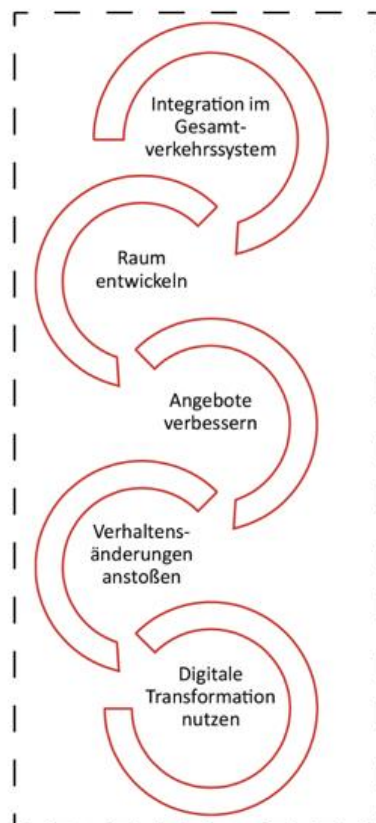 Integration im
Gesamt-
verkehrssystem
Raum
entwickeln
Angebote
verbessern
Verhaltens-
änderungen
anstoßen
Digitale
Transformation
nutzen